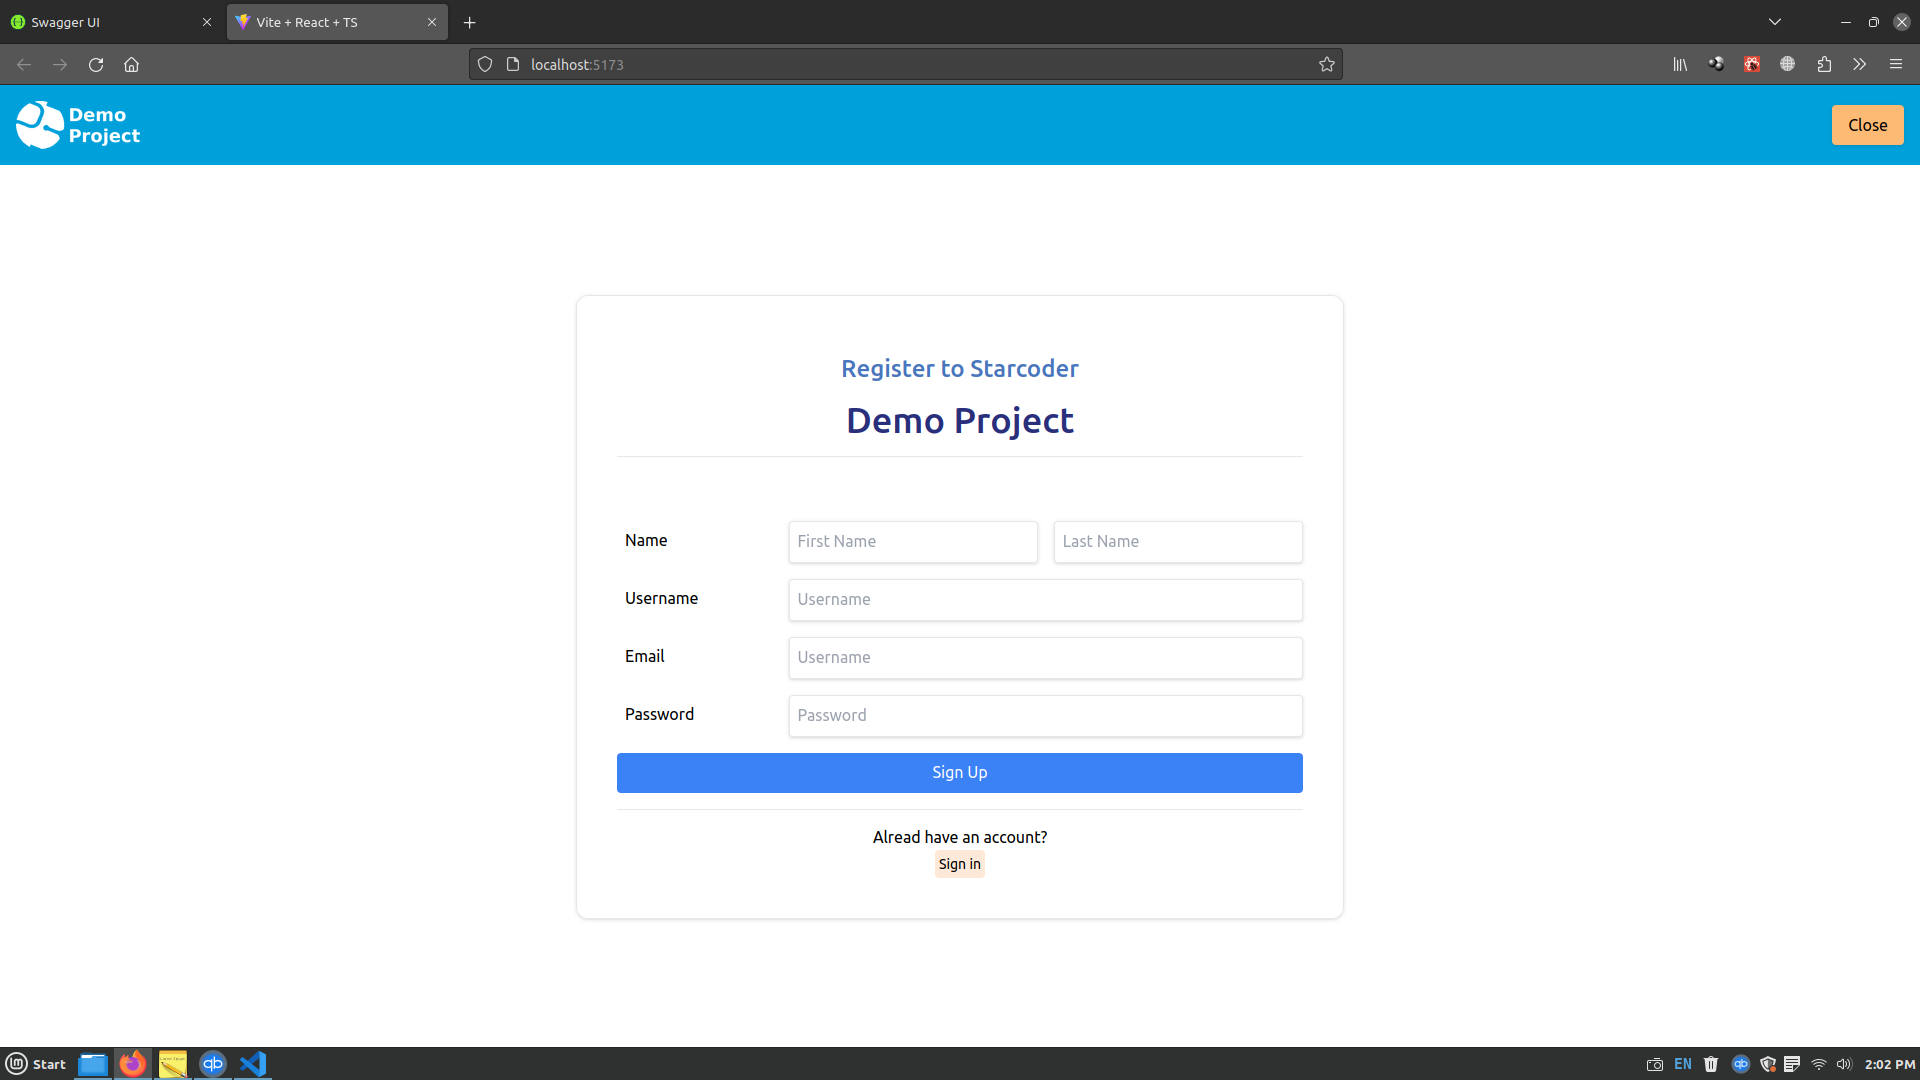 Swagger UI
Vite + React + TS
localhost:5173
Demo
Project
Close
Register to Starcoder
Demo Project
Name
First Name
Last Name
Username
Username
Email
Username
Password
Password
Sign Up
Alread have an account?
Sign in
Start
qb
EN
qb
2:02 PM